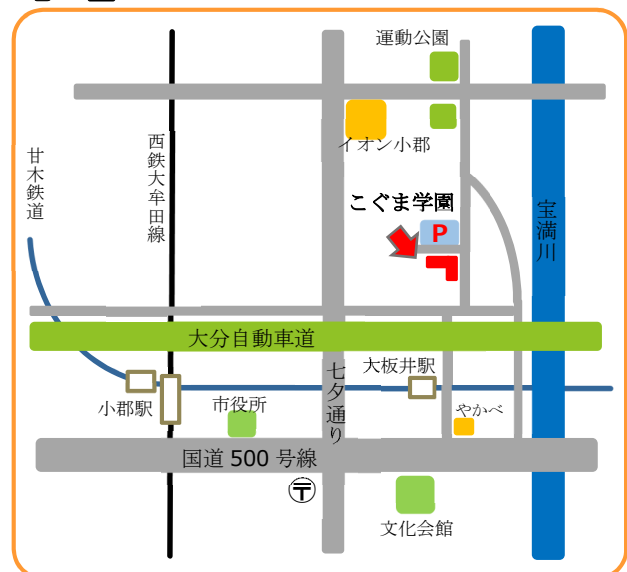 運動公園
イオン小郡
西鉄大牟田線
甘木鉄道
こぐま学園
P
宝満川
大分自動車道
七夕通り
大板井駅
小郡駅
市役所
やかべ
国道 500 号線
〒
文化会館